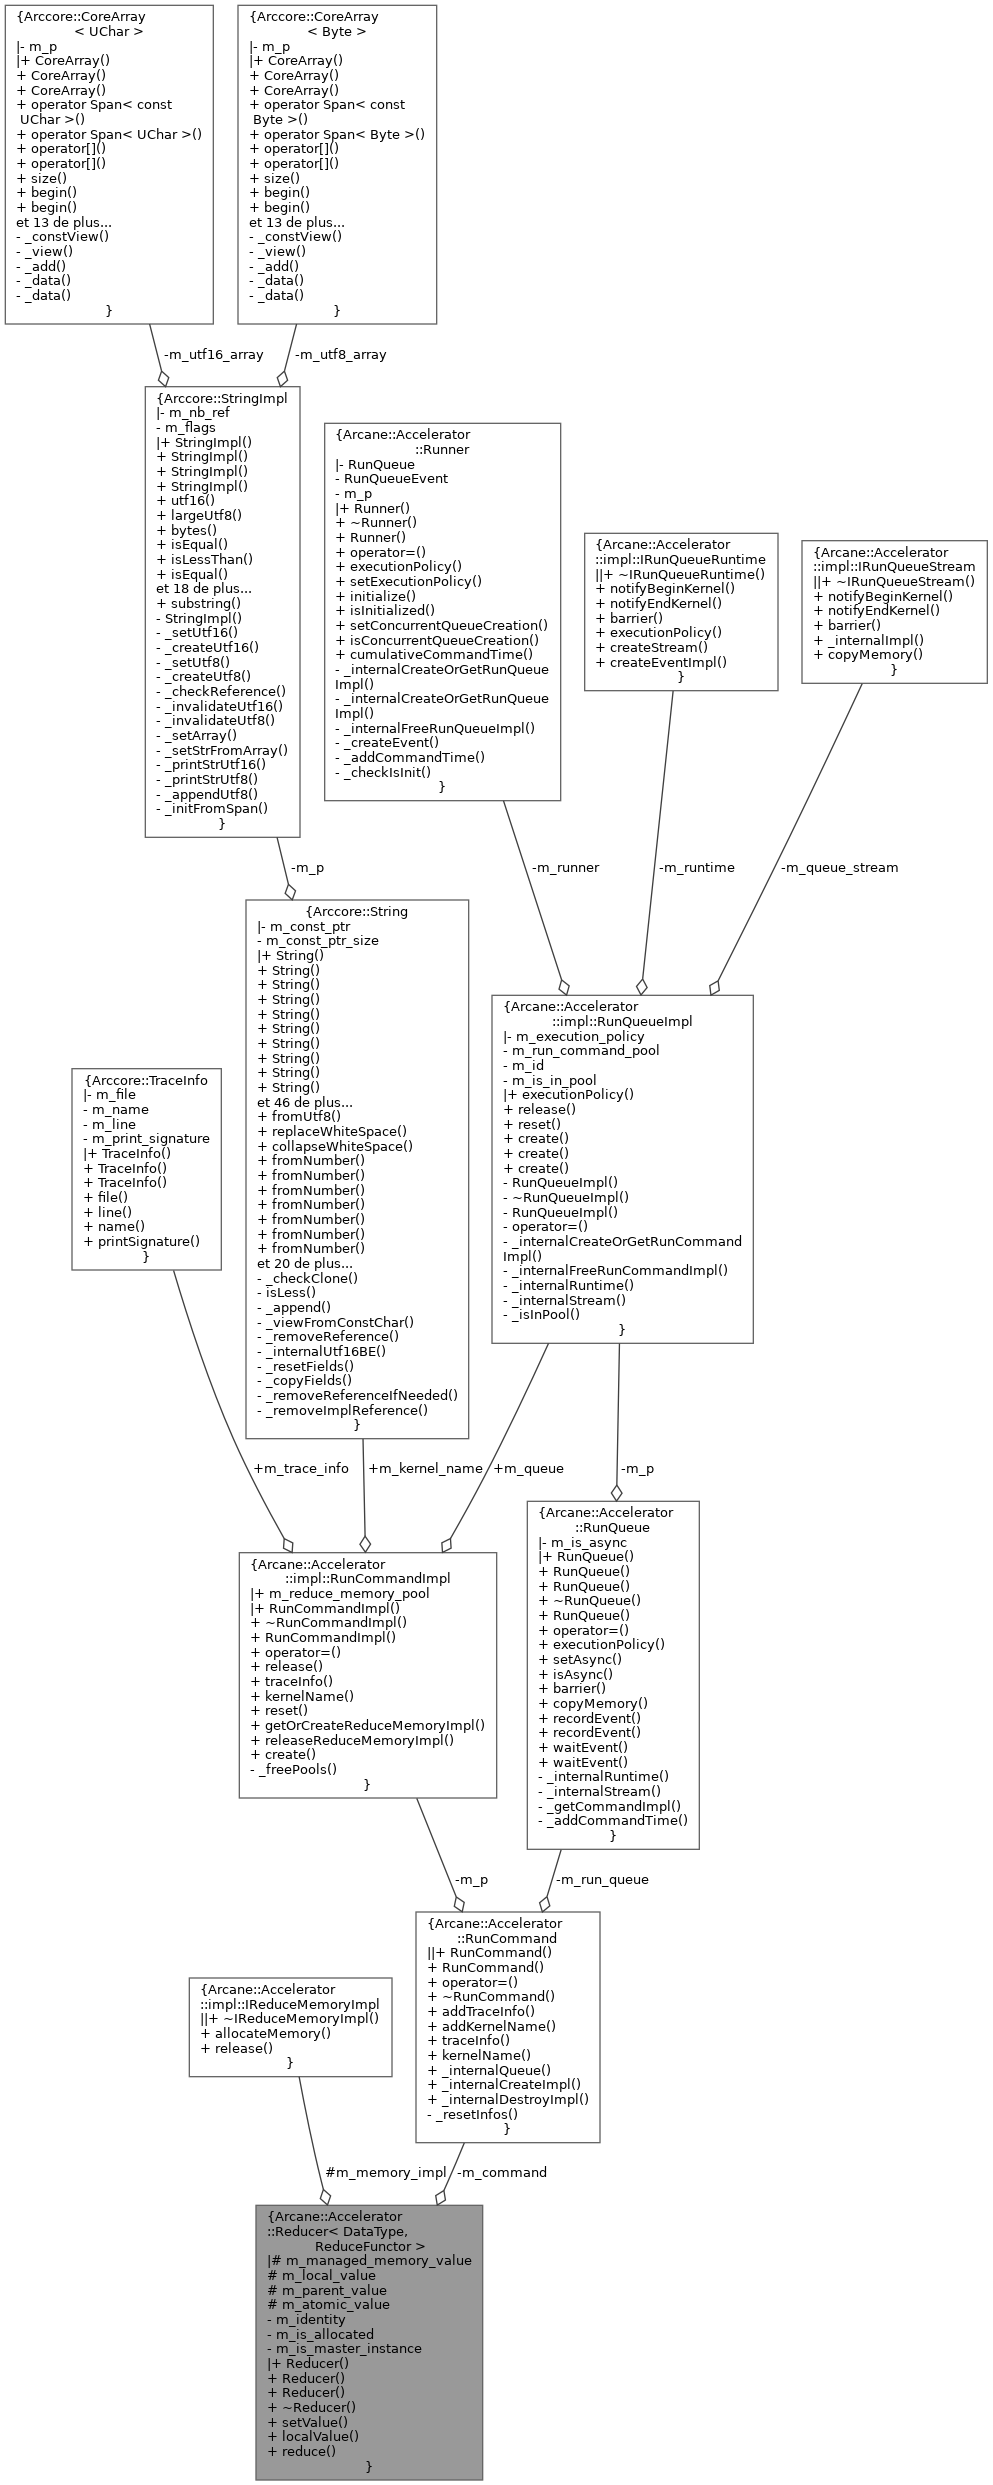 {Arccore::CoreArray
< UChar >
|- m_p
|+ CoreArray()
+ CoreArray()
+ CoreArray()
+ operator Span< const
UChar >()
+ operator Span< UChar >()
+ operator[]()
+ operator[]()
+ size()
+ begin()
+ begin()
et 13 de plus...
- _constView()
- _view()
- _add()
- _data()
- _data()
}
{Arccore::CoreArray
< Byte >
|- m_p
|+ CoreArray()
+ CoreArray()
+ CoreArray()
+ operator Span< const
Byte >()
+ operator Span< Byte >()
+ operator[]()
+ operator[]()
+ size()
+ begin()
+ begin()
et 13 de plus...
- _constView()
- _view()
- _add()
- _data()
- _data()
}
-m_utf16_array
-m_utf8_array
{Arccore::StringImpl
|- m_nb_ref
- m_flags
|+ StringImpl()
+ StringImpl()
+ StringImpl()
+ StringImpl()
+ utf16()
+ largeUtf8()
+ bytes()
+ isEqual()
+ isLessThan()
+ isEqual()
et 18 de plus...
+ substring()
- StringImpl()
- _setUtf16()
- _createUtf16()
- _setUtf8()
- _createUtf8()
- _checkReference()
- _invalidateUtf16()
- _invalidateUtf8()
- _setArray()
- _setStrFromArray()
- _printStrUtf16()
- _printStrUtf8()
- _appendUtf8()
- _initFromSpan()
}
{Arcane::Accelerator
::Runner
|- RunQueue
- RunQueueEvent
- m_p
|+ Runner()
+ ~Runner()
+ Runner()
+ operator=()
+ executionPolicy()
+ setExecutionPolicy()
+ initialize()
+ isInitialized()
+ setConcurrentQueueCreation()
+ isConcurrentQueueCreation()
+ cumulativeCommandTime()
- _internalCreateOrGetRunQueue
Impl()
- _internalCreateOrGetRunQueue
Impl()
- _internalFreeRunQueueImpl()
- _createEvent()
- _addCommandTime()
- _checkIsInit()
}
{Arcane::Accelerator
::impl::IRunQueueRuntime
||+ ~IRunQueueRuntime()
+ notifyBeginKernel()
+ notifyEndKernel()
+ barrier()
+ executionPolicy()
+ createStream()
+ createEventImpl()
}
{Arcane::Accelerator
::impl::IRunQueueStream
||+ ~IRunQueueStream()
+ notifyBeginKernel()
+ notifyEndKernel()
+ barrier()
+ _internalImpl()
+ copyMemory()
}
-m_p
-m_runner
-m_runtime
-m_queue_stream
{Arccore::String
|- m_const_ptr
- m_const_ptr_size
|+ String()
+ String()
+ String()
+ String()
+ String()
+ String()
+ String()
+ String()
+ String()
+ String()
et 46 de plus...
+ fromUtf8()
+ replaceWhiteSpace()
+ collapseWhiteSpace()
+ fromNumber()
+ fromNumber()
+ fromNumber()
+ fromNumber()
+ fromNumber()
+ fromNumber()
+ fromNumber()
et 20 de plus...
- _checkClone()
- isLess()
- _append()
- _viewFromConstChar()
- _removeReference()
- _internalUtf16BE()
- _resetFields()
- _copyFields()
- _removeReferenceIfNeeded()
- _removeImplReference()
}
{Arcane::Accelerator
::impl::RunQueueImpl
|- m_execution_policy
- m_run_command_pool
- m_id
- m_is_in_pool
|+ executionPolicy()
+ release()
+ reset()
+ create()
+ create()
+ create()
- RunQueueImpl()
- ~RunQueueImpl()
- RunQueueImpl()
- operator=()
- _internalCreateOrGetRunCommand
Impl()
- _internalFreeRunCommandImpl()
- _internalRuntime()
- _internalStream()
- _isInPool()
}
{Arccore::TraceInfo
|- m_file
- m_name
- m_line
- m_print_signature
|+ TraceInfo()
+ TraceInfo()
+ TraceInfo()
+ file()
+ line()
+ name()
+ printSignature()
}
+m_trace_info
+m_kernel_name
+m_queue
-m_p
{Arcane::Accelerator
::RunQueue
|- m_is_async
|+ RunQueue()
+ RunQueue()
+ RunQueue()
+ ~RunQueue()
+ RunQueue()
+ operator=()
+ executionPolicy()
+ setAsync()
+ isAsync()
+ barrier()
+ copyMemory()
+ recordEvent()
+ recordEvent()
+ waitEvent()
+ waitEvent()
- _internalRuntime()
- _internalStream()
- _getCommandImpl()
- _addCommandTime()
}
{Arcane::Accelerator
::impl::RunCommandImpl
|+ m_reduce_memory_pool
|+ RunCommandImpl()
+ ~RunCommandImpl()
+ RunCommandImpl()
+ operator=()
+ release()
+ traceInfo()
+ kernelName()
+ reset()
+ getOrCreateReduceMemoryImpl()
+ releaseReduceMemoryImpl()
+ create()
- _freePools()
}
-m_p
-m_run_queue
{Arcane::Accelerator
::RunCommand
||+ RunCommand()
+ RunCommand()
+ operator=()
+ ~RunCommand()
+ addTraceInfo()
+ addKernelName()
+ traceInfo()
+ kernelName()
+ _internalQueue()
+ _internalCreateImpl()
+ _internalDestroyImpl()
- _resetInfos()
}
{Arcane::Accelerator
::impl::IReduceMemoryImpl
||+ ~IReduceMemoryImpl()
+ allocateMemory()
+ release()
}
#m_memory_impl
-m_command
{Arcane::Accelerator
::Reducer< DataType,
ReduceFunctor >
|# m_managed_memory_value
# m_local_value
# m_parent_value
# m_atomic_value
- m_identity
- m_is_allocated
- m_is_master_instance
|+ Reducer()
+ Reducer()
+ Reducer()
+ ~Reducer()
+ setValue()
+ localValue()
+ reduce()
}